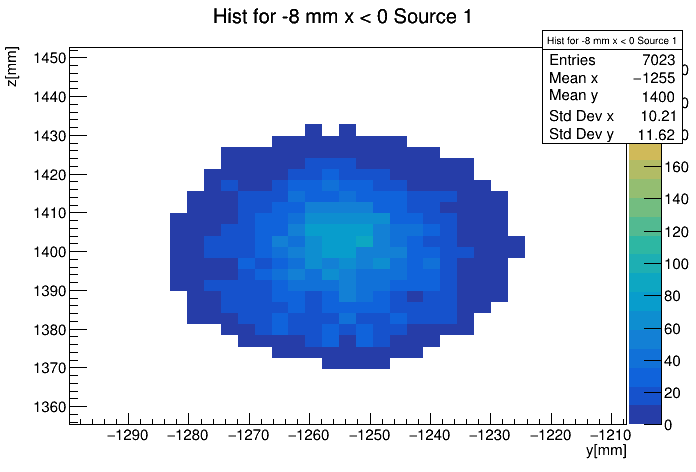 Hist for -8 mm x < 0 Source 1
Hist for -8 mm x < 0 Source 1
Entries 7023
Mean x −1255
Mean y 1400
Std Dev x 10.21
Std Dev y 11.62
z[mm]
1450
1440
1430
1420
1410
1400
1390
1380
1370
1360
−1290 −1280 −1270 −1260 −1250 −1240 −1230 −1220 −1210
y[mm]
160
140
120
100
80
60
40
20
0